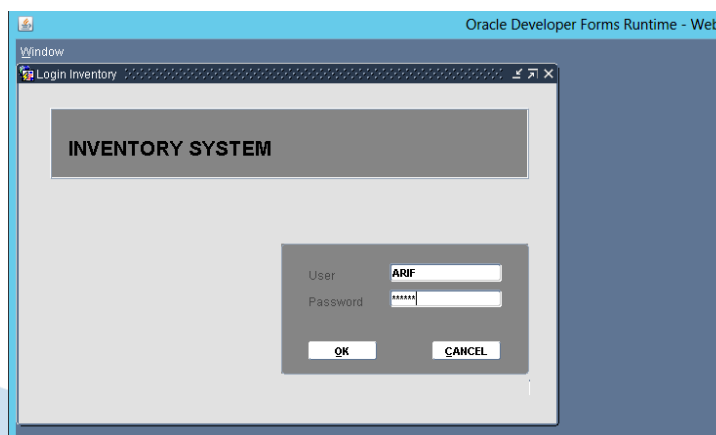 Oracle Developer Forms Runtime - Web
Window
Login Inventory
INVENTORY SYSTEM
User ARIF
Password ******
OK CANCEL